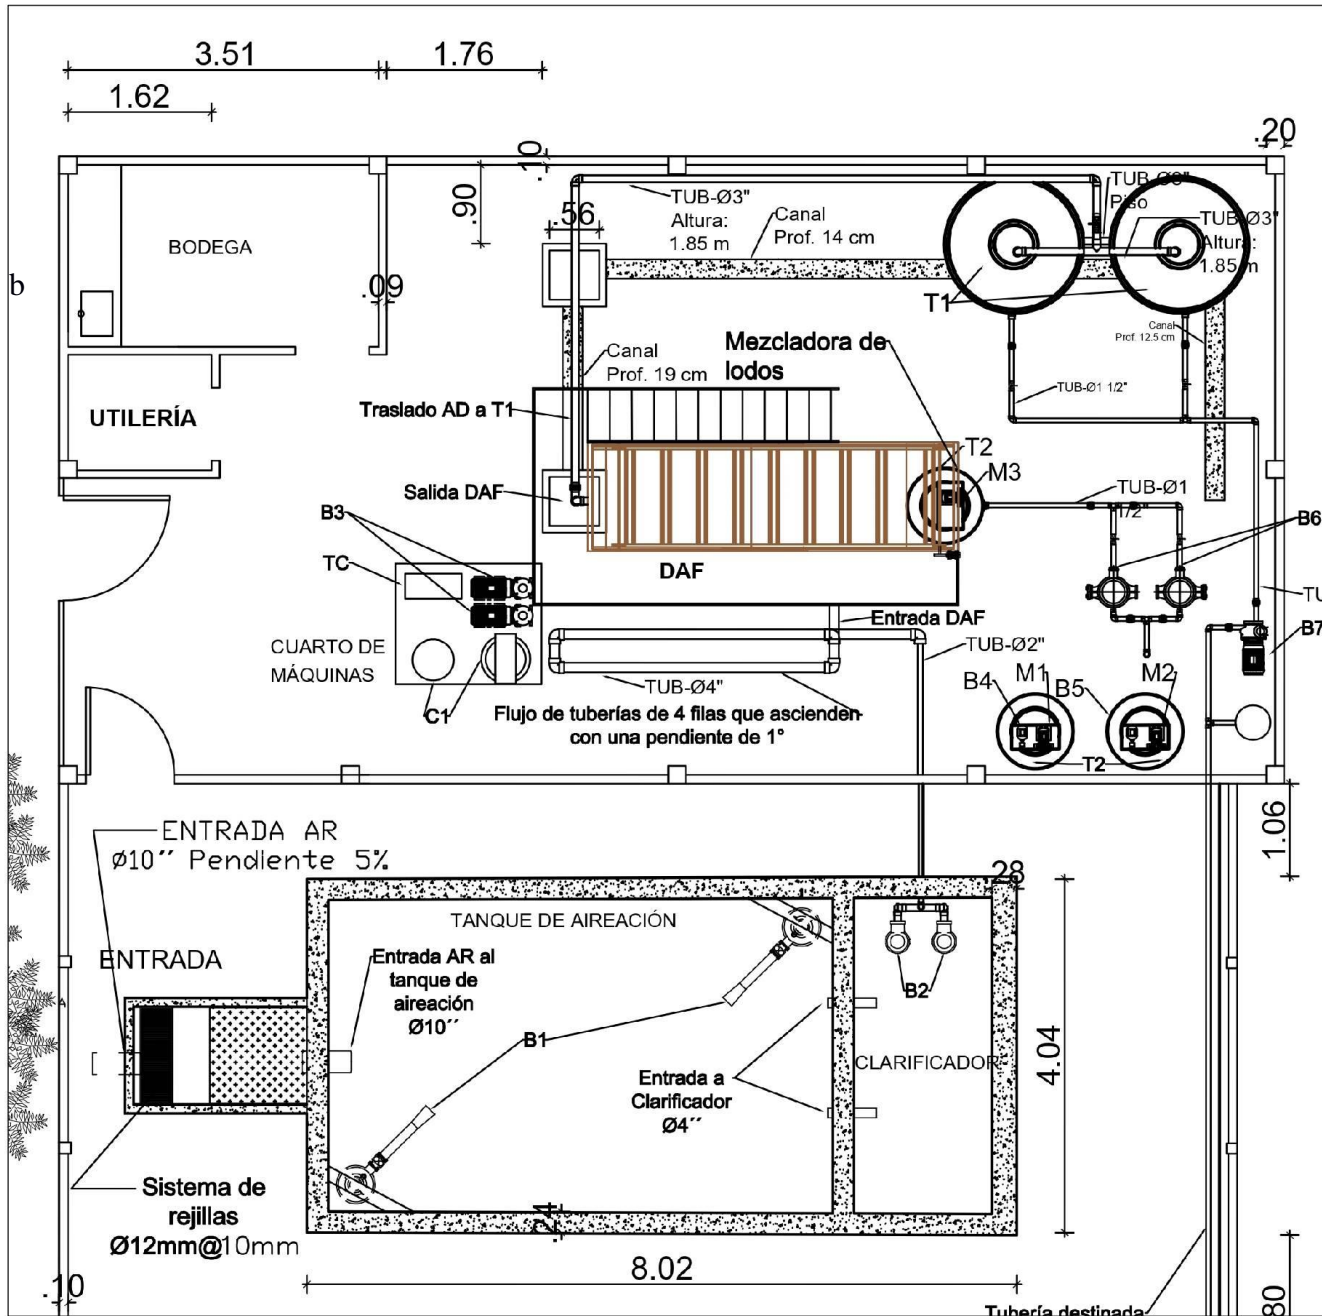 3.51
1.76
1.62
.10
.20
.90
.56
TUB-Ø3"
Altura:
1.85 m
Canal
Prof. 14 cm
Piso
TUB-Ø3"
Altura:
1.85 m
BODEGA
b
.09
T1
Canal
Prof. 12.5 cm
Mezcladora de
lodos
Canal
Prof. 19 cm
TUB-Ø1 1/2"
UTILERÍA
Traslado AD a T1
T2
M3
Salida DAF
TUB-Ø1
1/2"
B3
B6
TC
DAF
Entrada DAF
TU
B7
CUARTO DE
MÁQUINAS
TUB-Ø2"
TUB-Ø4"
B4
M1
B5
M2
C1
Flujo de tuberías de 4 filas que ascienden
con una pendiente de 1°
T2
ENTRADA AR
Ø10´´ Pendiente 5%
1.06
.28
TANQUE DE AIREACIÓN
ENTRADA
Entrada AR al
tanque de
aireación
Ø10´´
B2
B1
CLARIFICADOR
4.04
Entrada a
Clarificador
Ø4´´
Sistema de
rejillas
Ø12mm@10mm
.24
8.02
.10
80
Tubería destinada